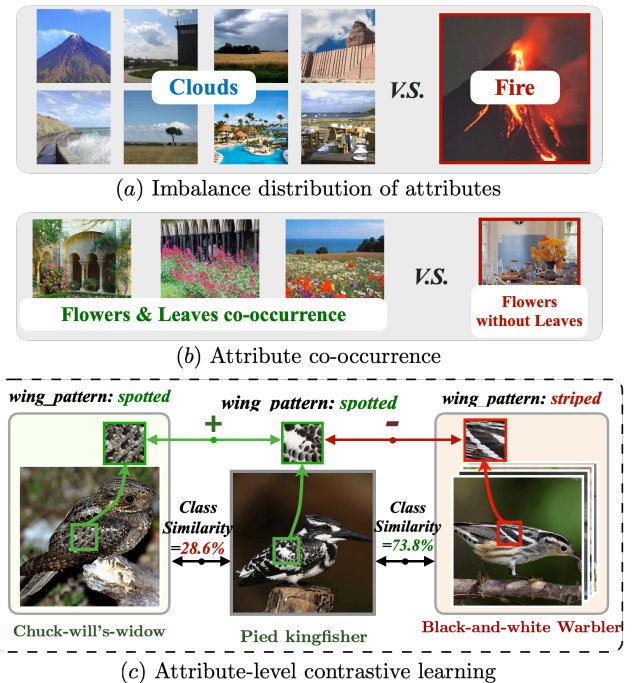 Clouds
V.S.
Fire
(a) Imbalance distribution of attributes
Flowers & Leaves co-occurrence
V.S.
Flowers
without Leaves
(b) Attribute co-occurrence
wing_pattern: spotted
wing_pattern: spotted
wing_pattern: striped
+
-
Class
Similarity
=28.6%
Class
Similarity
=73.8%
Chuck-will's-widow
Pied kingfisher
Black-and-white Warbler
(c) Attribute-level contrastive learning